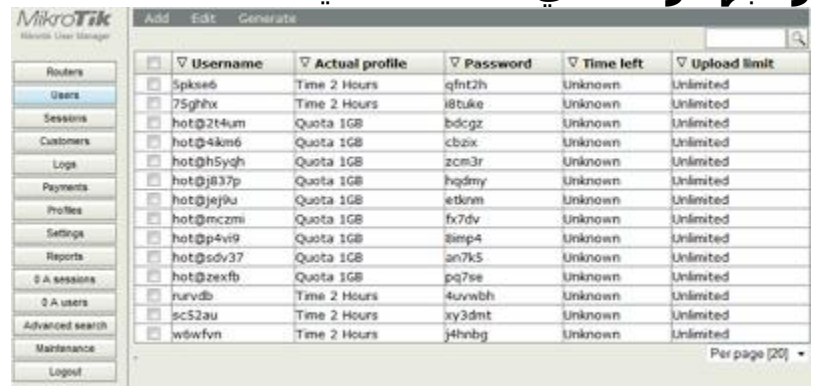 MikroTik
Mikrotik User Manager
Add Edit Generate
Routers
Users
Sessions
Customers
Logs
Payments
Profiles
Settings
Reports
0 A sessions
0 A users
Advanced search
Maintenance
Logout
▽ Username ▽ Actual profile ▽ Password ▽ Time left ▽ Upload limit
5pkse6 Time 2 Hours qfnt2h Unknown Unlimited
75ghhx Time 2 Hours i8tuke Unknown Unlimited
hot@2t4um Quota 1GB bdcgz Unknown Unlimited
hot@4ikm6 Quota 1GB cbzix Unknown Unlimited
hot@h5yqh Quota 1GB zcm3r Unknown Unlimited
hot@j837p Quota 1GB hqdmy Unknown Unlimited
hot@jej9u Quota 1GB etknm Unknown Unlimited
hot@mczmi Quota 1GB fx7dv Unknown Unlimited
hot@p4vi9 Quota 1GB 8imp4 Unknown Unlimited
hot@sdv37 Quota 1GB an7k5 Unknown Unlimited
hot@zexfb Quota 1GB pq7se Unknown Unlimited
rurvdb Time 2 Hours 4uvwbh Unknown Unlimited
sc52au Time 2 Hours xy3dmt Unknown Unlimited
w6wfvn Time 2 Hours j4hnbg Unknown Unlimited
Per page [20]